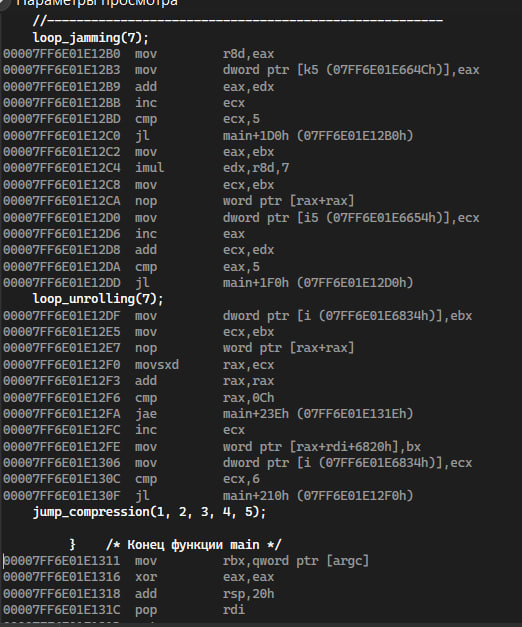 Параметры просмотра
//-------------------------------------------------------
loop_jamming(7);
00007FF6E01E12B0 mov r8d,eax
00007FF6E01E12B3 mov dword ptr [k5 (07FF6E01E664Ch)],eax
00007FF6E01E12B9 add eax,edx
00007FF6E01E12BB inc ecx
00007FF6E01E12BD cmp ecx,5
00007FF6E01E12C0 jl main+1D0h (07FF6E01E12B0h)
00007FF6E01E12C2 mov eax,ebx
00007FF6E01E12C4 imul edx,r8d,7
00007FF6E01E12C8 mov ecx,ebx
00007FF6E01E12CA nop word ptr [rax+rax]
00007FF6E01E12D0 mov dword ptr [i5 (07FF6E01E6654h)],ecx
00007FF6E01E12D6 inc eax
00007FF6E01E12D8 add ecx,edx
00007FF6E01E12DA cmp eax,5
00007FF6E01E12DD jl main+1F0h (07FF6E01E12D0h)
loop_unrolling(7);
00007FF6E01E12DF mov dword ptr [i (07FF6E01E6834h)],ebx
00007FF6E01E12E5 mov ecx,ebx
00007FF6E01E12E7 nop word ptr [rax+rax]
00007FF6E01E12F0 movsxd rax,ecx
00007FF6E01E12F3 add rax,rax
00007FF6E01E12F6 cmp rax,0Ch
00007FF6E01E12FA jae main+23Eh (07FF6E01E131Eh)
00007FF6E01E12FC inc ecx
00007FF6E01E12FE mov word ptr [rax+rdi+6820h],bx
00007FF6E01E1306 mov dword ptr [i (07FF6E01E6834h)],ecx
00007FF6E01E130C cmp ecx,6
00007FF6E01E130F jl main+210h (07FF6E01E12F0h)
jump_compression(1, 2, 3, 4, 5);
} /* Конец функции main */
00007FF6E01E1311 mov rbx,qword ptr [argc]
00007FF6E01E1316 xor eax,eax
00007FF6E01E1318 add rsp,20h
00007FF6E01E131C pop rdi